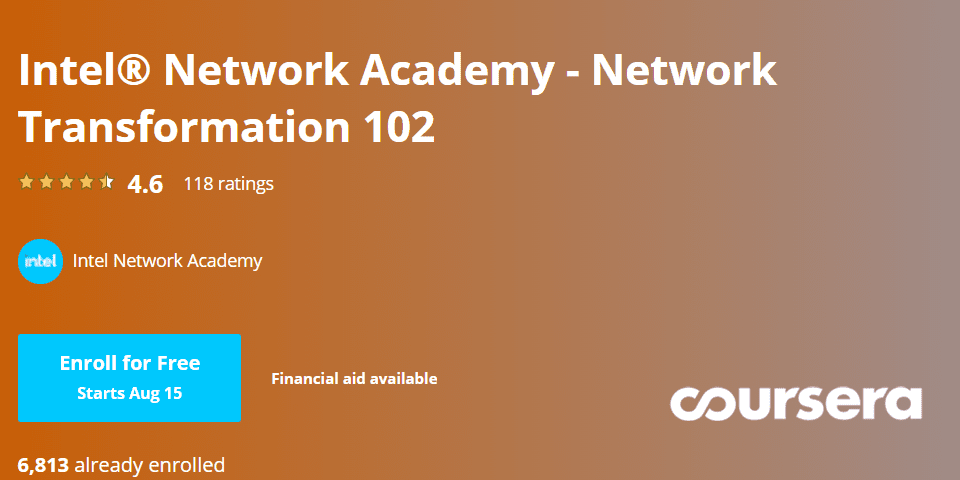 Intel® Network Academy - Network
Transformation 102
4.6 118 ratings
intel Intel Network Academy
Enroll for Free
Starts Aug 15
Financial aid available
coursera
6,813 already enrolled